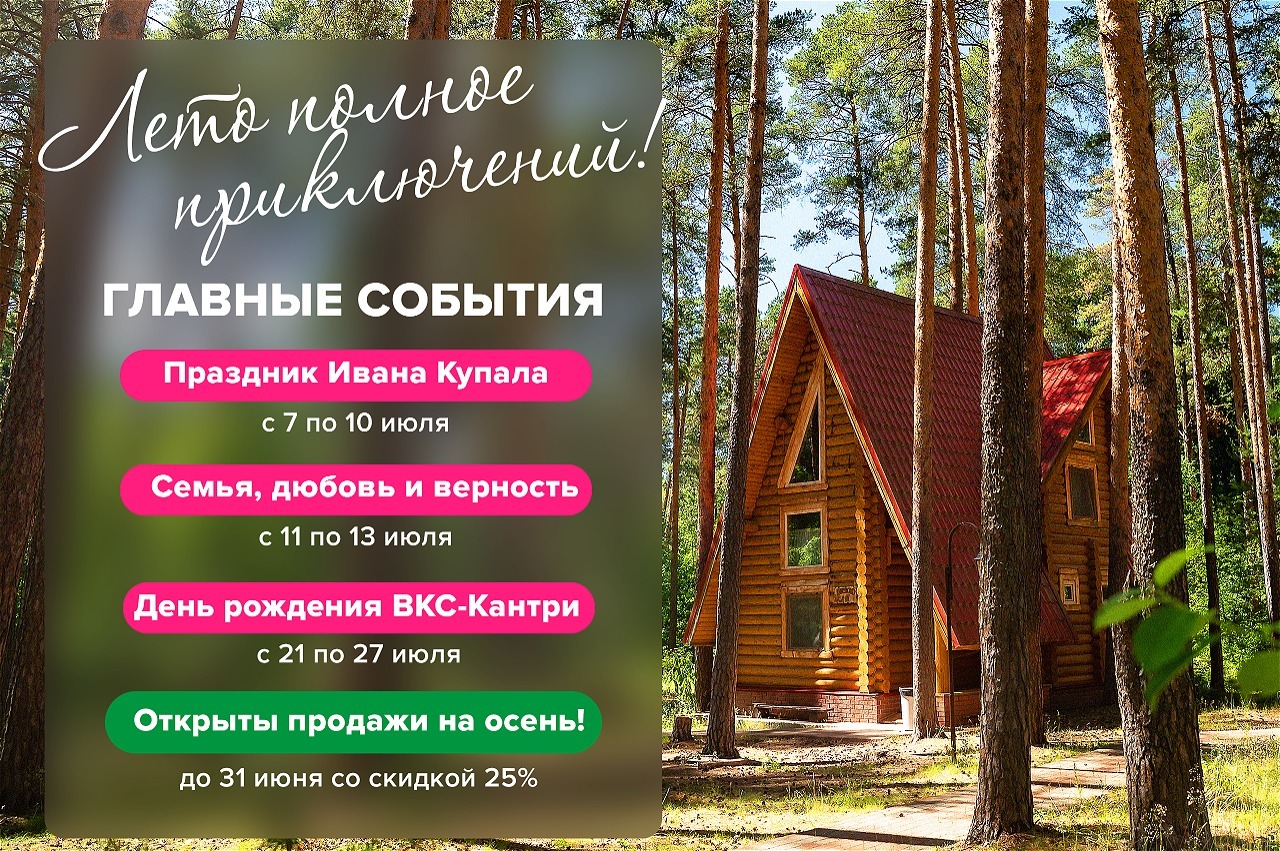 Лето полное
приключений!
ГЛАВНЫЕ СОБЫТИЯ
Праздник Ивана Купала
с 7 по 10 июля
Семья, дюбовь и верность
с 11 по 13 июля
День рождения ВКС-Кантри
с 21 по 27 июля
Открыты продажи на осень!
до 31 июня со скидкой 25%